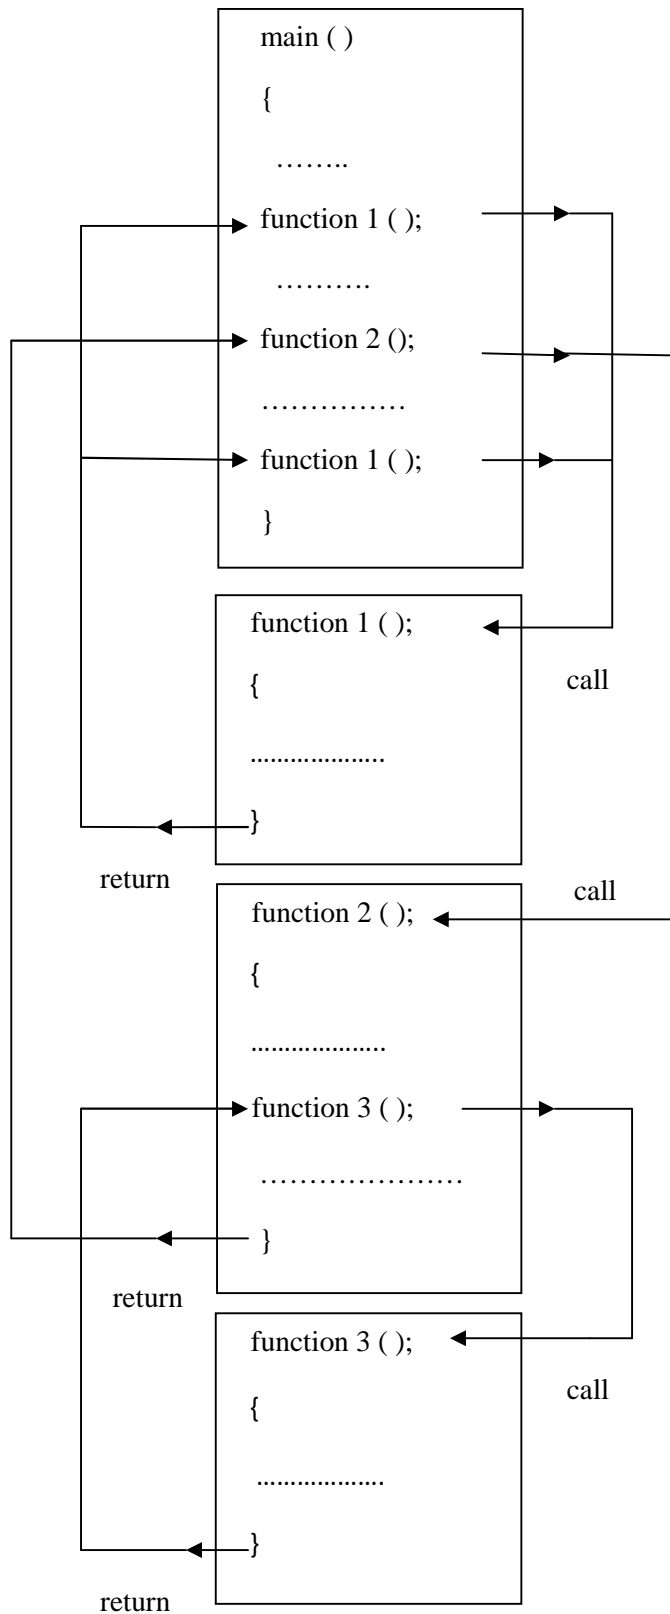 main ( )
{
……..
function 1 ( );
……….
function 2 ();
……………
function 1 ( );
}
function 1 ( );
call
{
....................
}
return
function 2 ( );
call
{
....................
function 3 ( );
…………………
}
return
function 3 ( );
call
{
...................
}
return